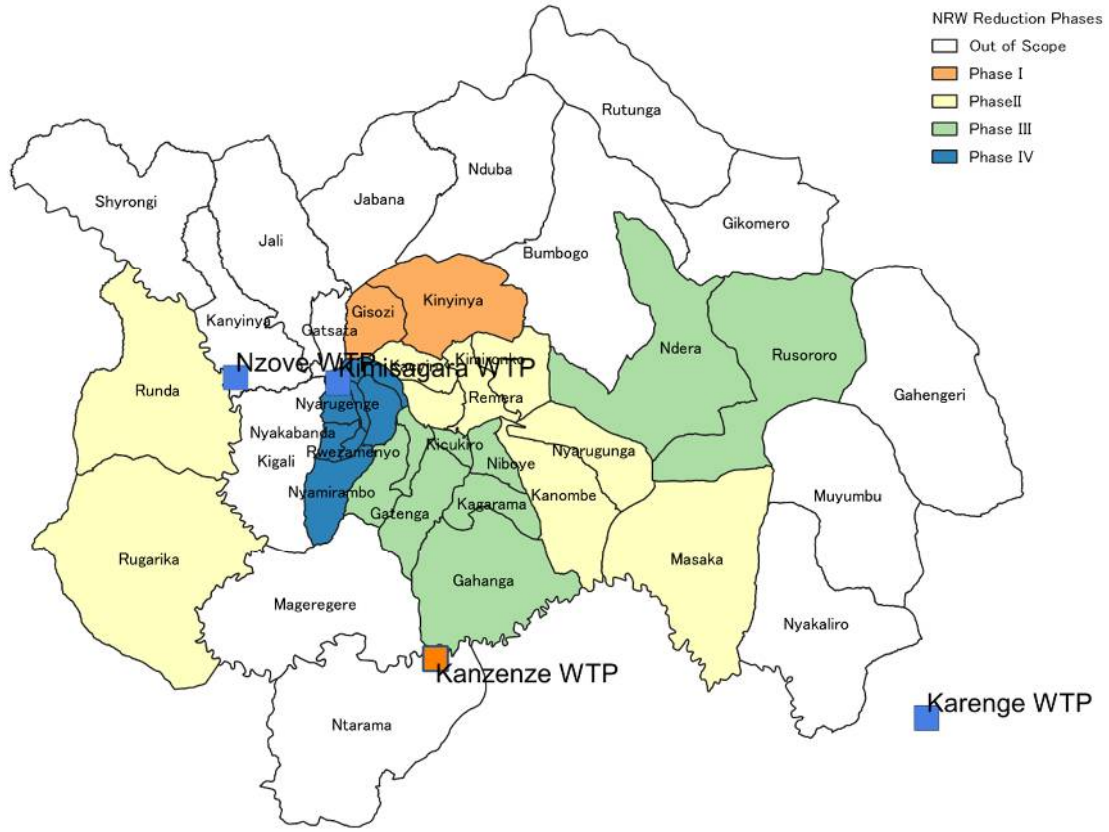 NRW Reduction Phases
Out of Scope
Phase I
PhaseII
Phase III
Phase IV
Rutunga
Nduba
Shyrongi
Jabana
Gikomero
Jali
Bumbogo
Kinyinya
Gisozi
Kanyinya
Gatsata
Ndera
Rusororo
Kimironko
Nzove WTP
Kimisagara WTP
Runda
Gahengeri
Remera
Nyarugenge
Nyakabanda
Kicukiro
Rwezamenyo
Nyarugunga
Kigali
Niboye
Nyamirambo
Kanombe
Muyumbu
Kagarama
Gatenga
Rugarika
Masaka
Gahanga
Mageregere
Nyakaliro
Kanzenze WTP
Karenge WTP
Ntarama